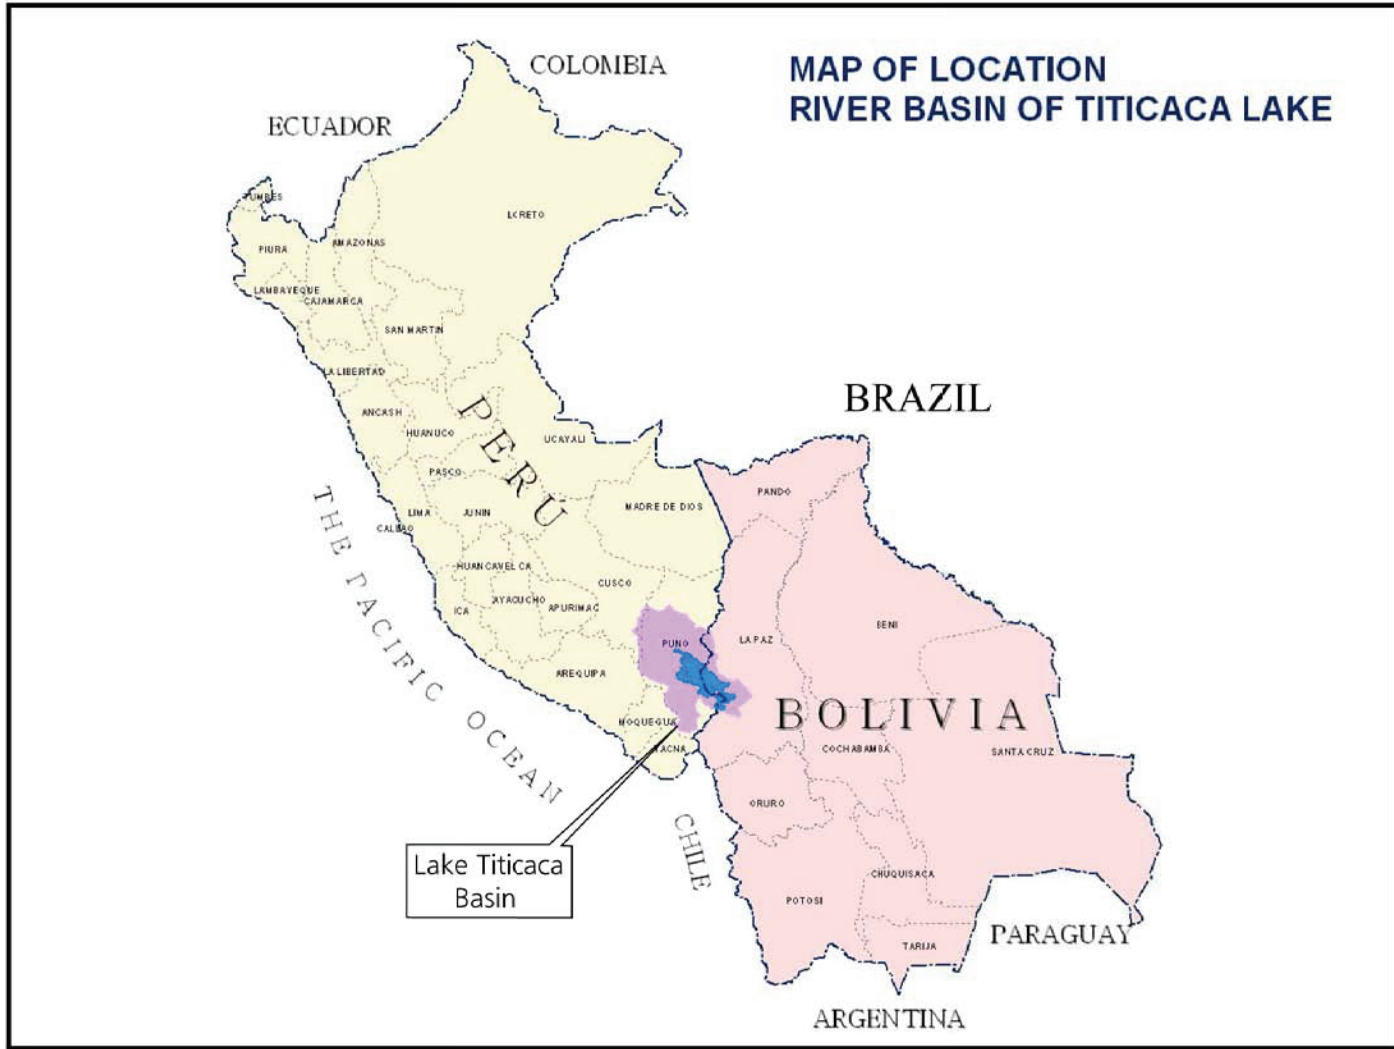 MAP OF LOCATION
RIVER BASIN OF TITICACA LAKE
COLOMBIA
ECUADOR
TUMBES
LORETO
PIURA
AMAZONAS
LAMBAYEQUE
CAJAMARCA
SAN MARTIN
LA LIBERTAD
ANCASH
HUANUCO
PERÚ
UCAYALI
BRAZIL
PASCO
LIMA
JUNIN
CALLAO
MADRE DE DIOS
PANDO
HUANCAVELCA
CUSCO
ICA
AYACUCHO
APURIMAC
THE PACIFIC OCEAN
PUNO
LA PAZ
BENI
AREQUIPA
BOLIVIA
MOQUEGUA
TACNA
COCHABAMBA
SANTA CRUZ
ORURO
CHILE
Lake Titicaca
Basin
CHUQUISACA
POTOSI
TARIJA
PARAGUAY
ARGENTINA